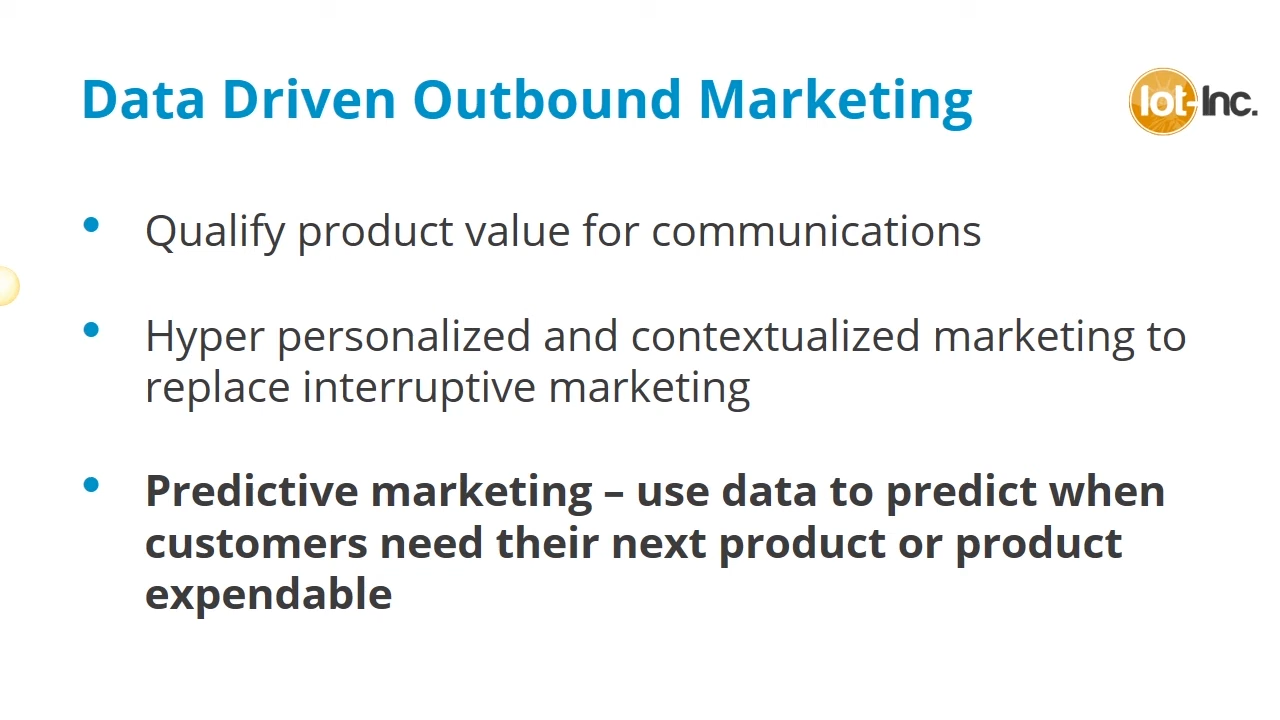 Data Driven Outbound Marketing
Iot-Inc.
• Qualify product value for communications
• Hyper personalized and contextualized marketing to
replace interruptive marketing
• Predictive marketing – use data to predict when
customers need their next product or product
expendable